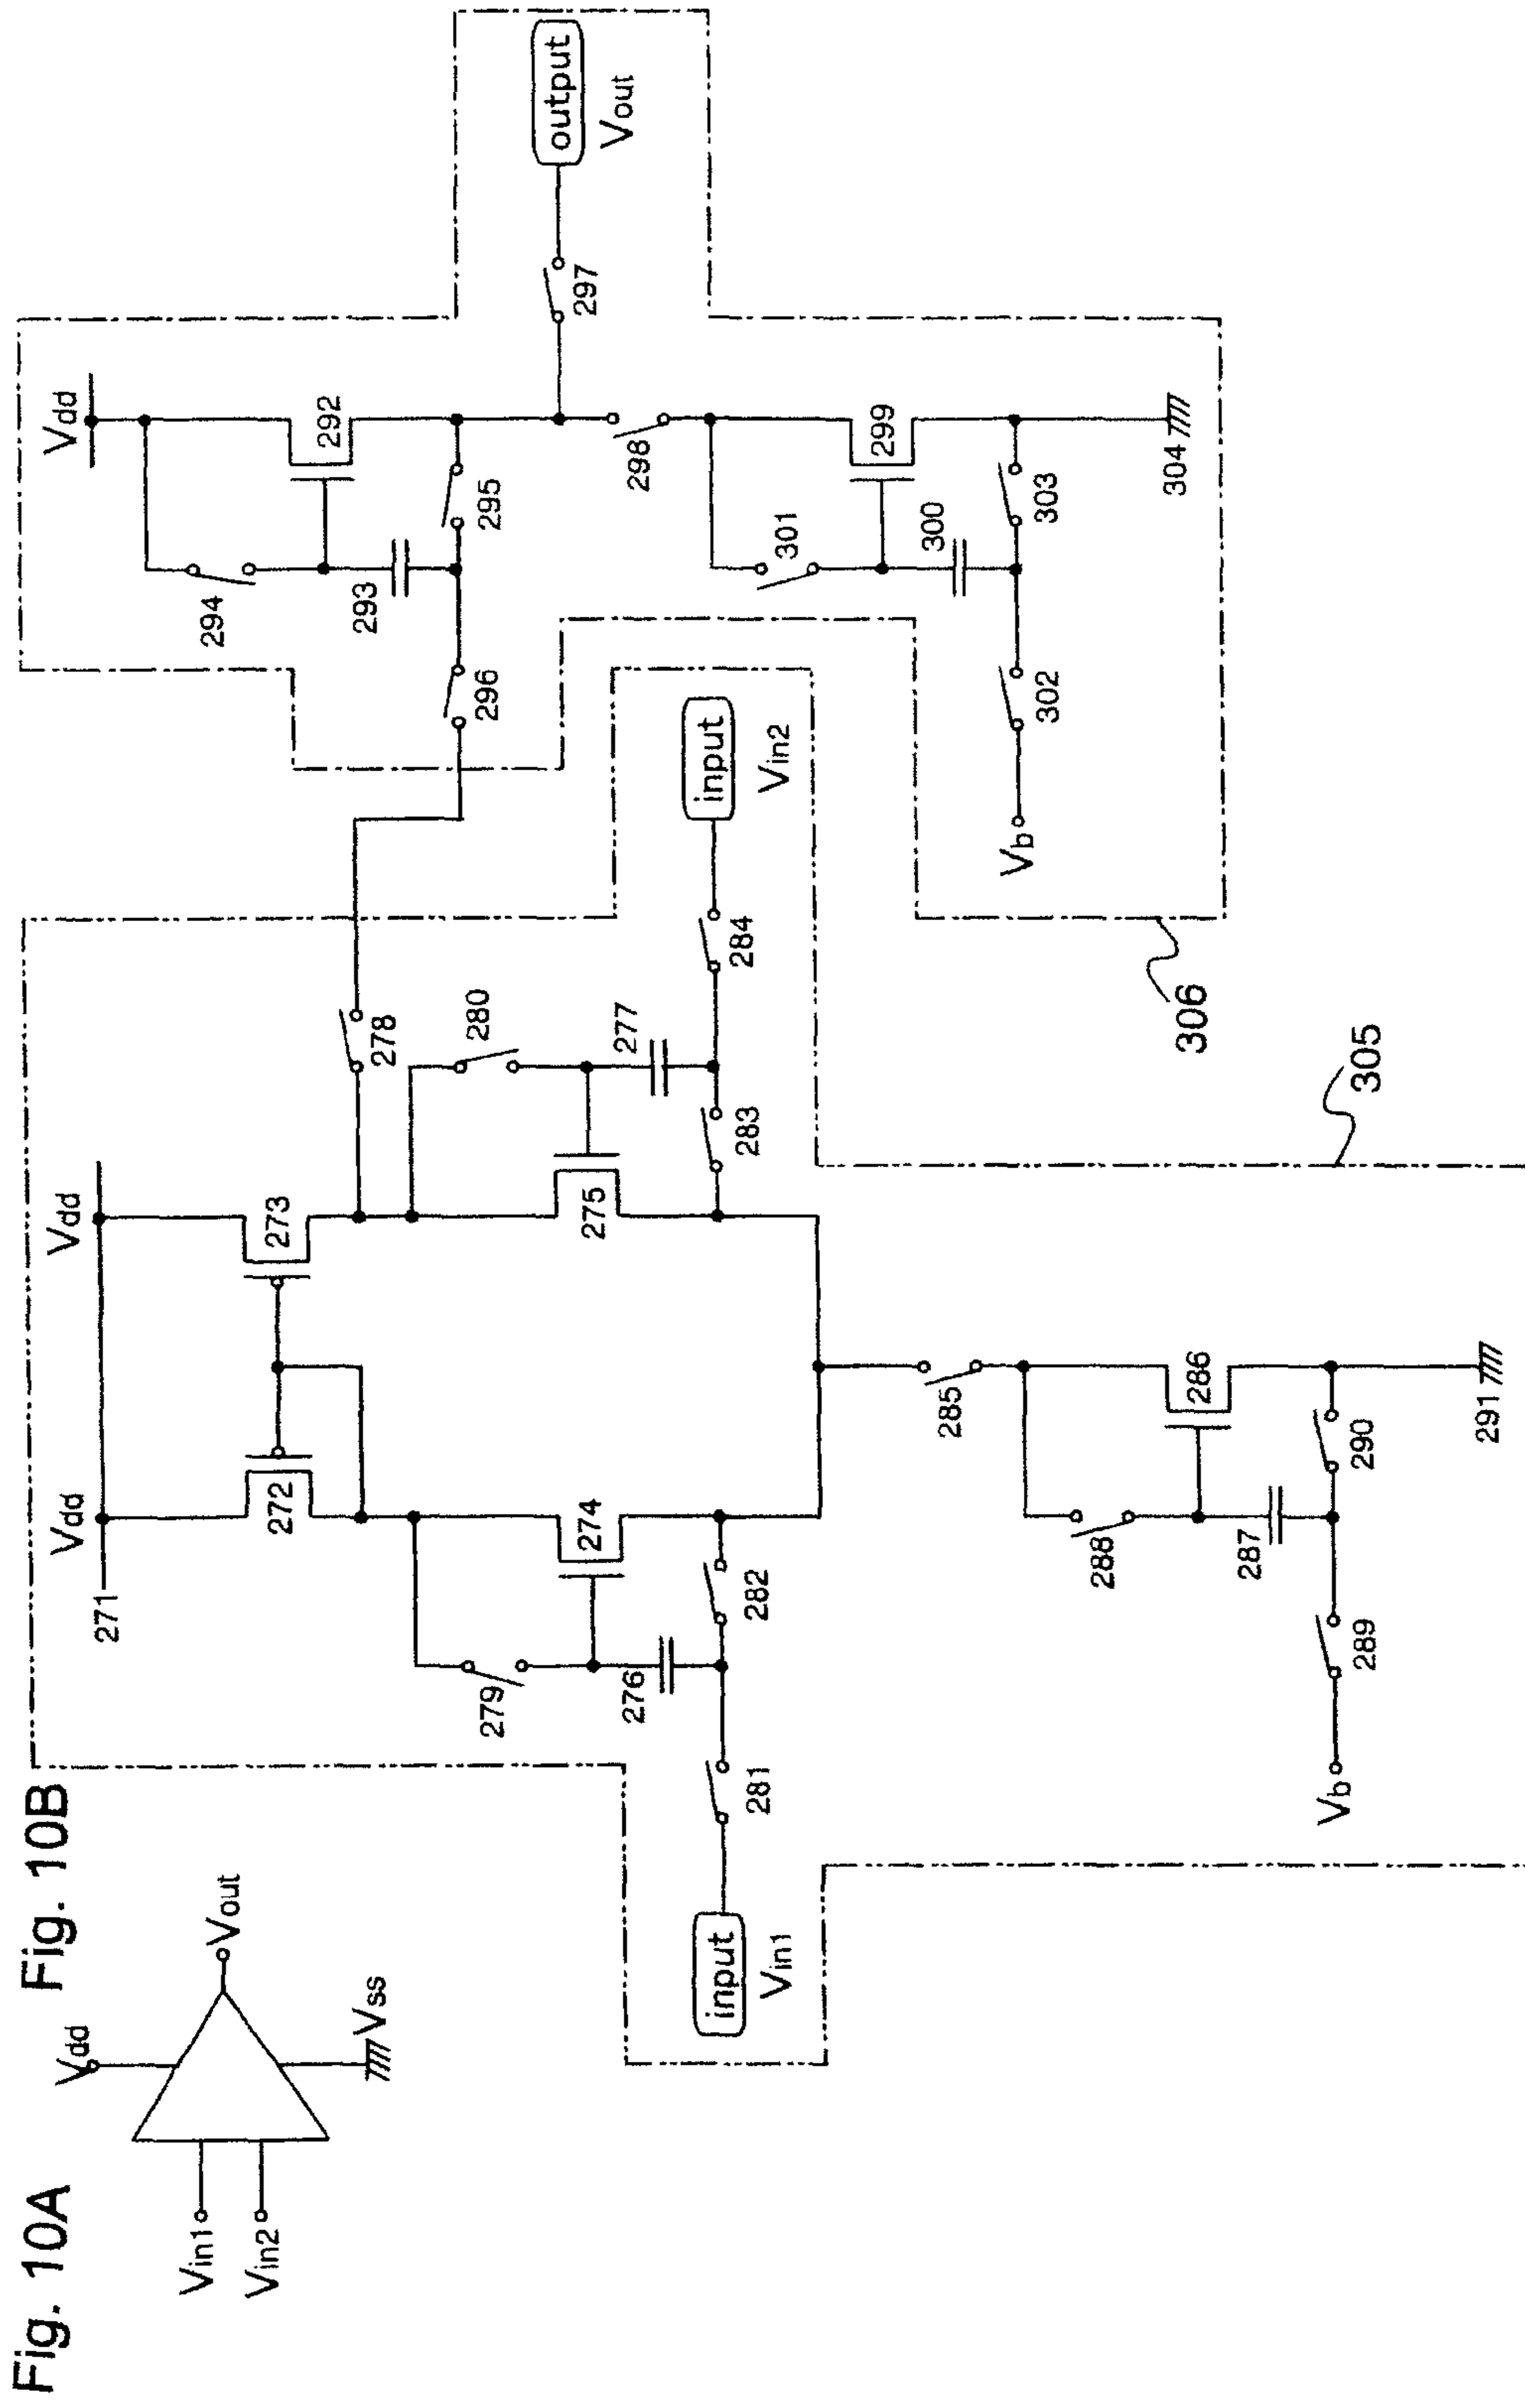 Fig. 10A
Vdd
Vin1
Vin2
Vout
Vss
Fig. 10B
Vdd
Vdd
271
272
273
278
279
274
280
275
276
277
input
Vin1
281
282
283
284
input
Vin2
285
288
286
287
Vb
289
290
291
305
Vdd
294
292
293
296
295
297
output
Vout
298
301
299
300
Vb
302
303
304
306